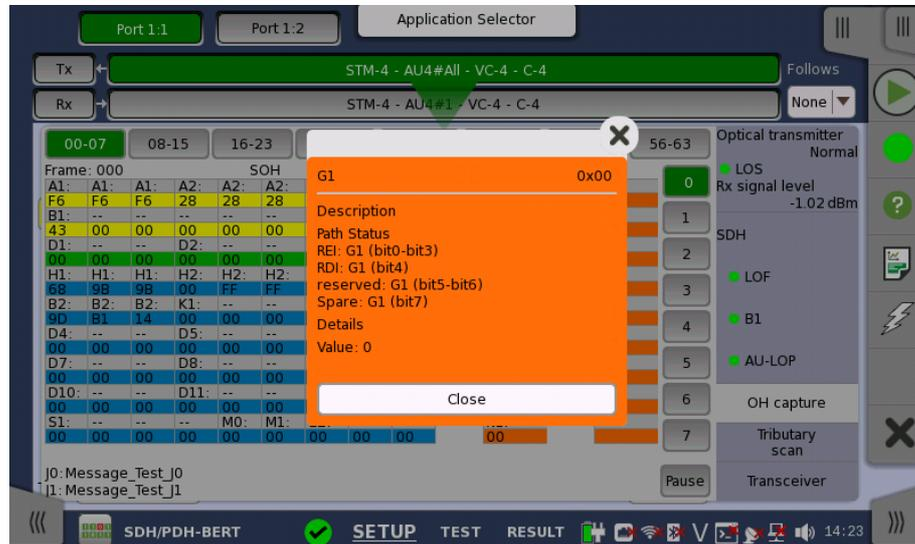 Port 1:1 Port 1:2 Application Selector
Tx STM-4 - AU4#All - VC-4 - C-4 Follows
Rx STM-4 - AU4#1 - VC-4 - C-4 None
00-07 08-15 16-23 56-63
Frame: 000 SOH
A1: A1: A1: A2: A2: A2:
F6 F6 F6 28 28 28
B1: -- -- -- -- --
43 00 00 00 00 00
D1: -- -- D2: -- --
00 00 00 00 00 00
H1: H1: H1: H2: H2: H2:
68 9B 9B 00 FF FF
B2: B2: B2: K1: -- --
9D B1 14 00 00 00
D4: -- -- D5: -- --
00 00 00 00 00 00
D7: -- -- D8: -- --
00 00 00 00 00 00
D10: -- -- D11: -- --
00 00 00 00 00 00
S1: -- -- -- M0: M1:
00 00 00 00 00 00 00 00 00 00
G1 0x00
Description
Path Status
REI: G1 (bit0-bit3)
RDI: G1 (bit4)
reserved: G1 (bit5-bit6)
Spare: G1 (bit7)
Details
Value: 0
Close
0
1
2
3
4
5
6
7
Pause
Optical transmitter
Normal
LOS
Rx signal level
-1.02 dBm
SDH
LOF
B1
AU-LOP
OH capture
Tributary
scan
Transceiver
J0: Message_Test_J0
J1: Message_Test_J1
SDH/PDH-BERT SETUP TEST RESULT 14:23